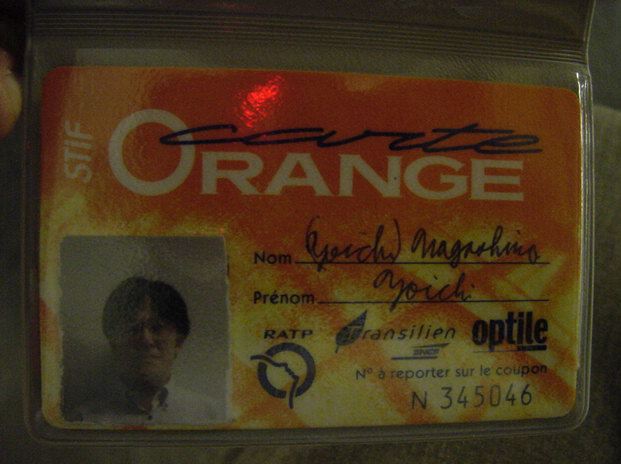 STIF
carte
ORANGE
Nom (Yoichi) Nagashima
Prénom Yoichi
RATP Transilien optile
SNCF
N° à reporter sur le coupon
N 345046